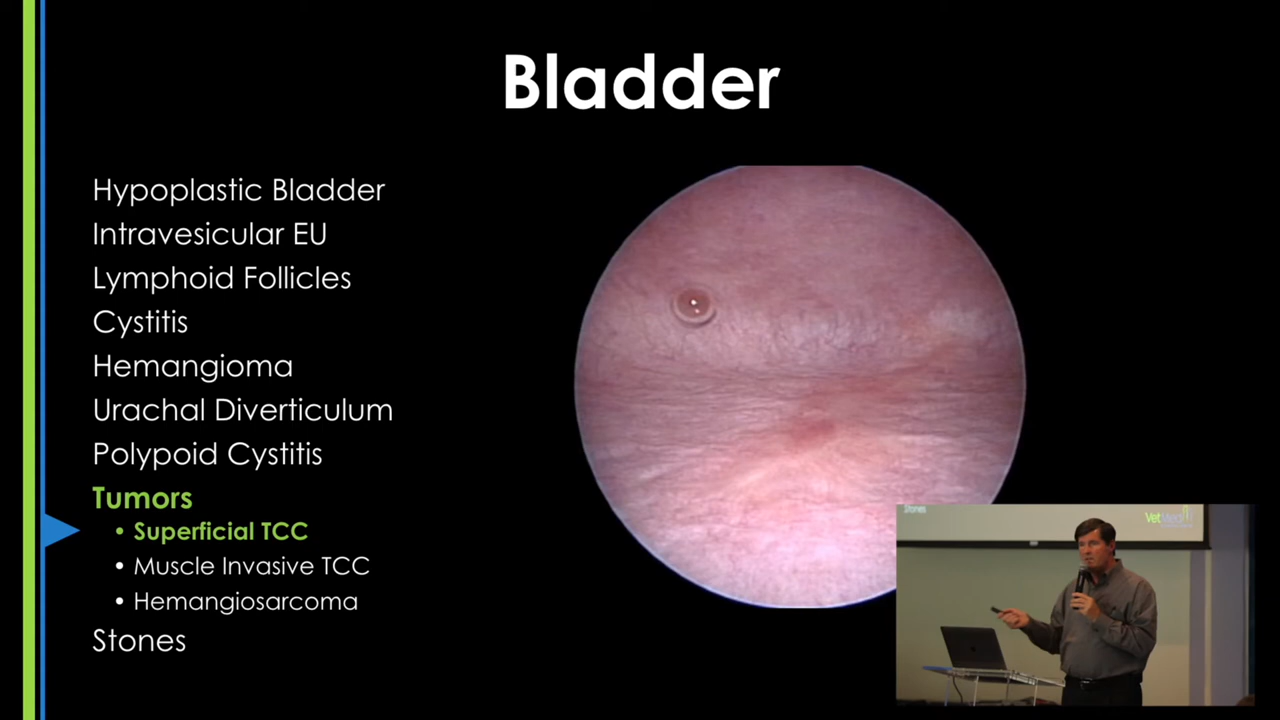 Bladder
Hypoplastic Bladder
Intravesicular EU
Lymphoid Follicles
Cystitis
Hemangioma
Urachal Diverticulum
Polypoid Cystitis
Tumors
• Superficial TCC
• Muscle Invasive TCC
• Hemangiosarcoma
Stones
Stones